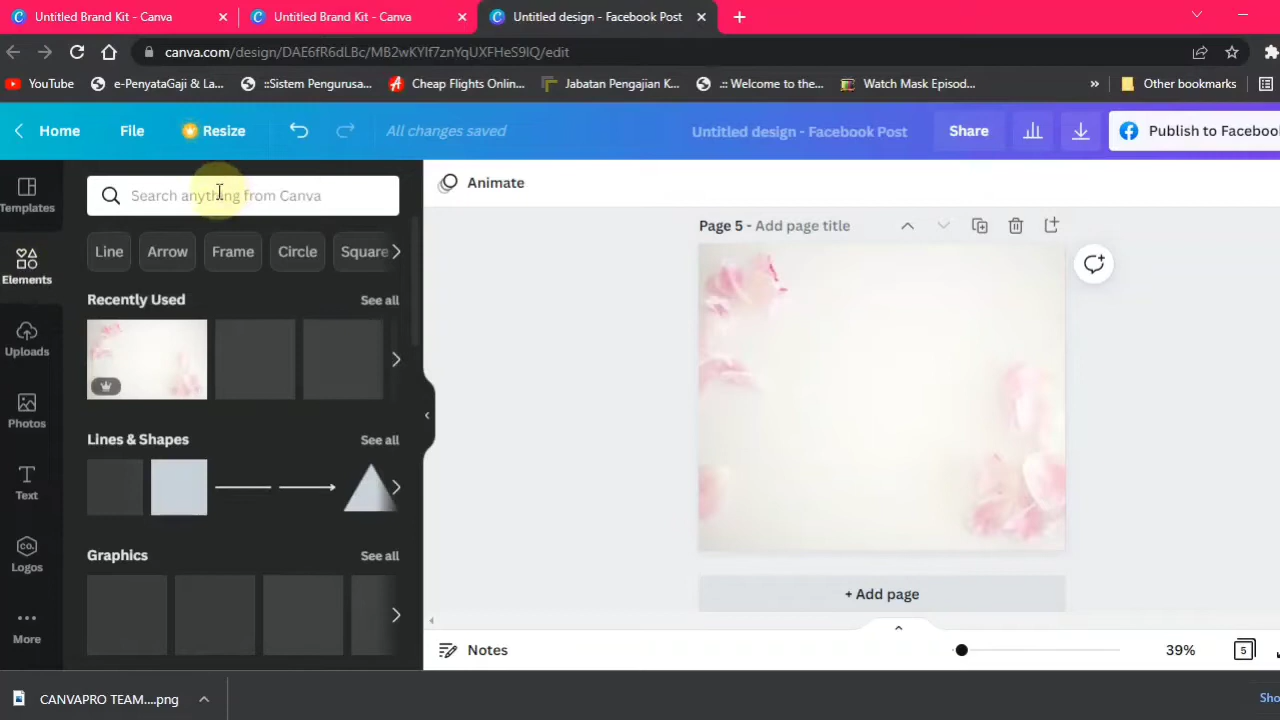 Untitled Brand Kit - Canva
Untitled Brand Kit - Canva
Untitled design - Facebook Post
canva.com/design/DAE6fR6dLBc/MB2wKYIf7znYqUXFHeS9lQ/edit
YouTube
e-PenyataGaji & La...
::Sistem Pengurusa...
Cheap Flights Onlin...
Jabatan Pengajian K...
.:: Welcome to the...
Watch Mask Episod...
»
Other bookmarks
Home
File
Resize
All changes saved
Untitled design - Facebook Post
Share
Publish to Faceboo
Templates
Elements
Uploads
Photos
Text
CO.
Logos
More
Search anything from Canva
Line
Arrow
Frame
Circle
Square
Recently Used
See all
Lines & Shapes
See all
Graphics
See all
Animate
Page 5 - Add page title
+ Add page
Notes
39%
5
CANVAPRO TEAM....png
Sho